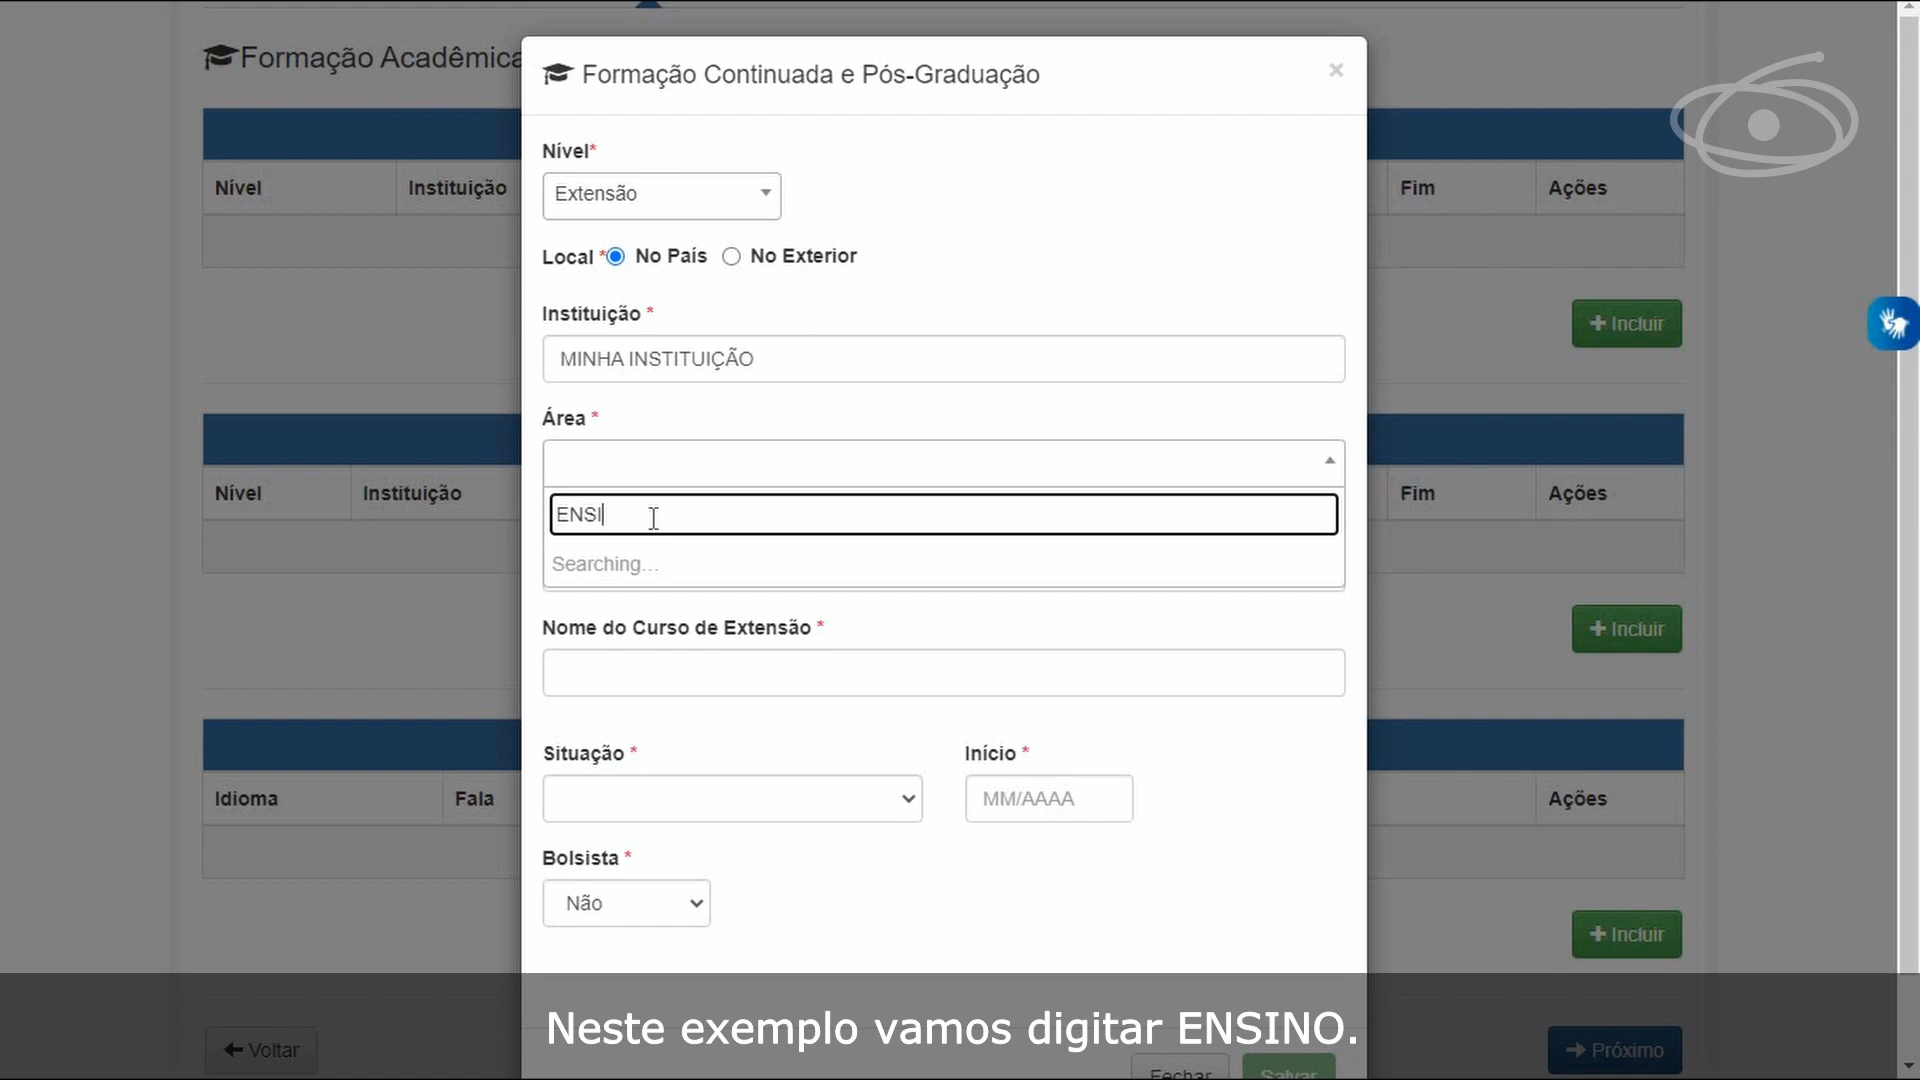 Formação Acadêmica
Formação Continuada e Pós-Graduação
×
Nível*
Nível
Instituição
Extensão
Fim
Ações
Local * No País No Exterior
Instituição *
+ Incluir
MINHA INSTITUIÇÃO
Área *
Nível
Instituição
ENSI
Fim
Ações
Searching…
Nome do Curso de Extensão *
+ Incluir
Situação *
Início *
Idioma
Fala
MM/AAAA
Ações
Bolsista *
Não
+ Incluir
Neste exemplo vamos digitar ENSINO.
Voltar
Próximo
Fechar
Salvar